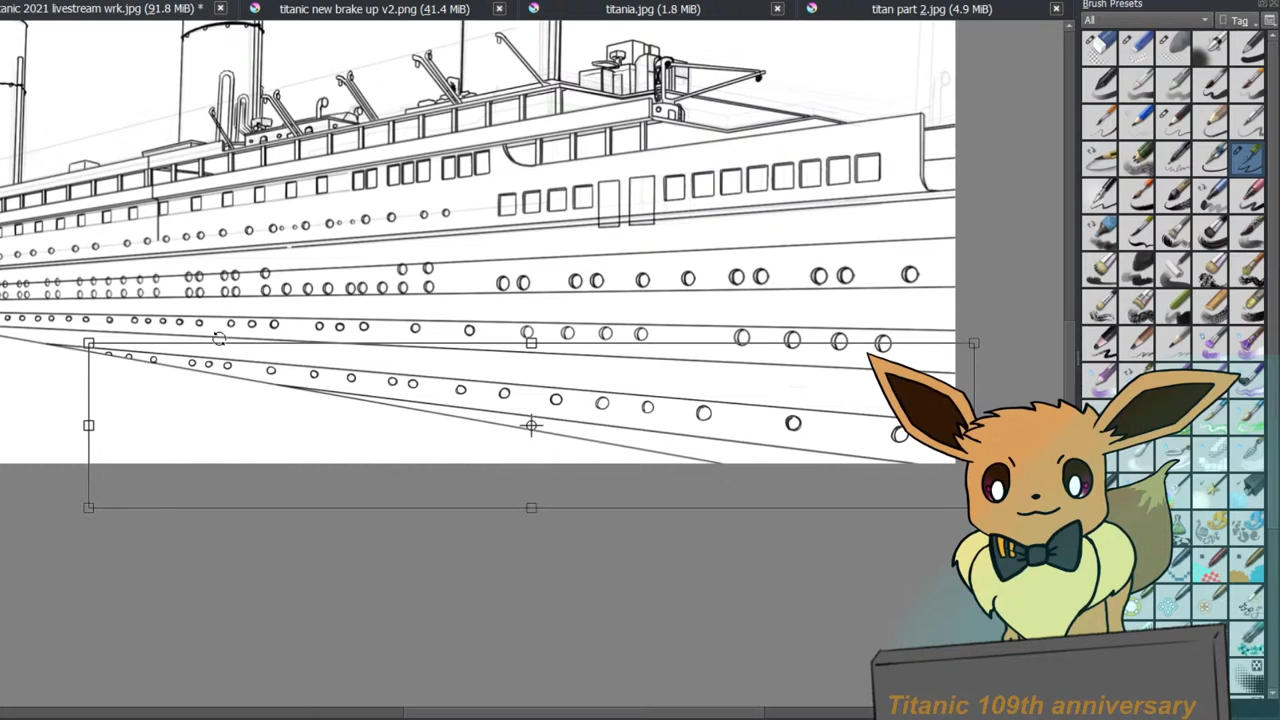 anic 2021 livestream wrk.jpg (91.8 MiB) *
titanic new brake up v2.png (41.4 MiB)
titania.jpg (1.8 MiB)
titan part 2.jpg (4.9 MiB)
Brush Presets
All
Tag
Titanic 109th anniversary